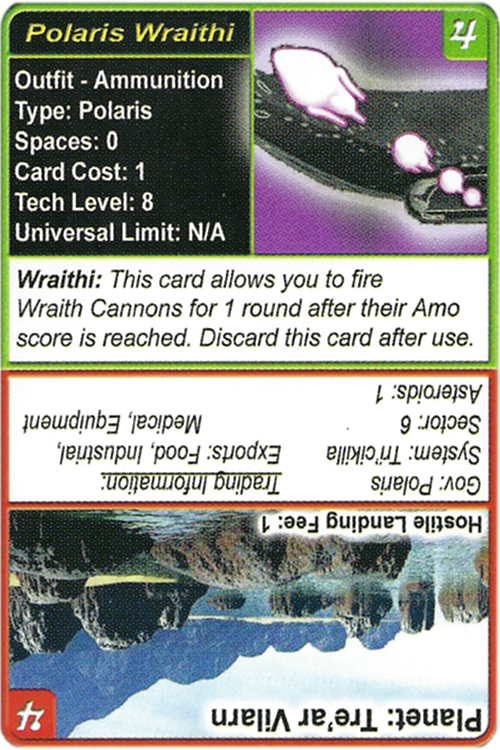 Polaris Wraithi
4
Outfit - Ammunition
Type: Polaris
Spaces: 0
Card Cost: 1
Tech Level: 8
Universal Limit: N/A
Wraithi: This card allows you to fire
Wraith Cannons for 1 round after their Amo
score is reached. Discard this card after use.
Planet: Tre'ar Vilarn
4
Hostile Landing Fee: 1
Gov: Polaris
System: Tri'cikilla
Sector: 6
Asteroids: 1
Trading Information:
Exports: Food, Industrial,
Medical, Equipment